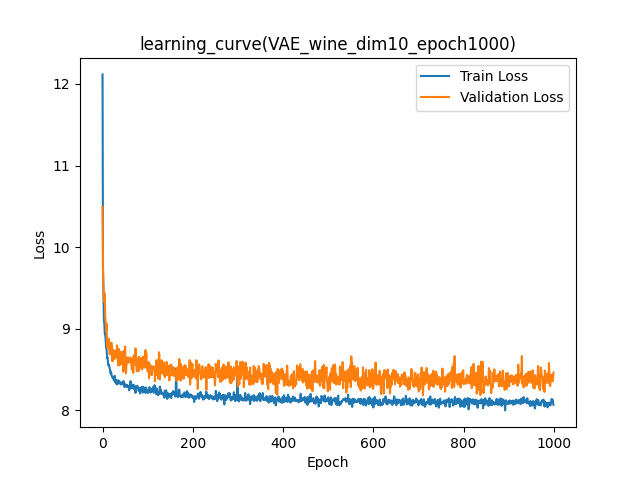 learning_curve(VAE_wine_dim10_epoch1000)
Train Loss
Validation Loss
12
11
10
9
8
Loss
0 200 400 600 800 1000
Epoch